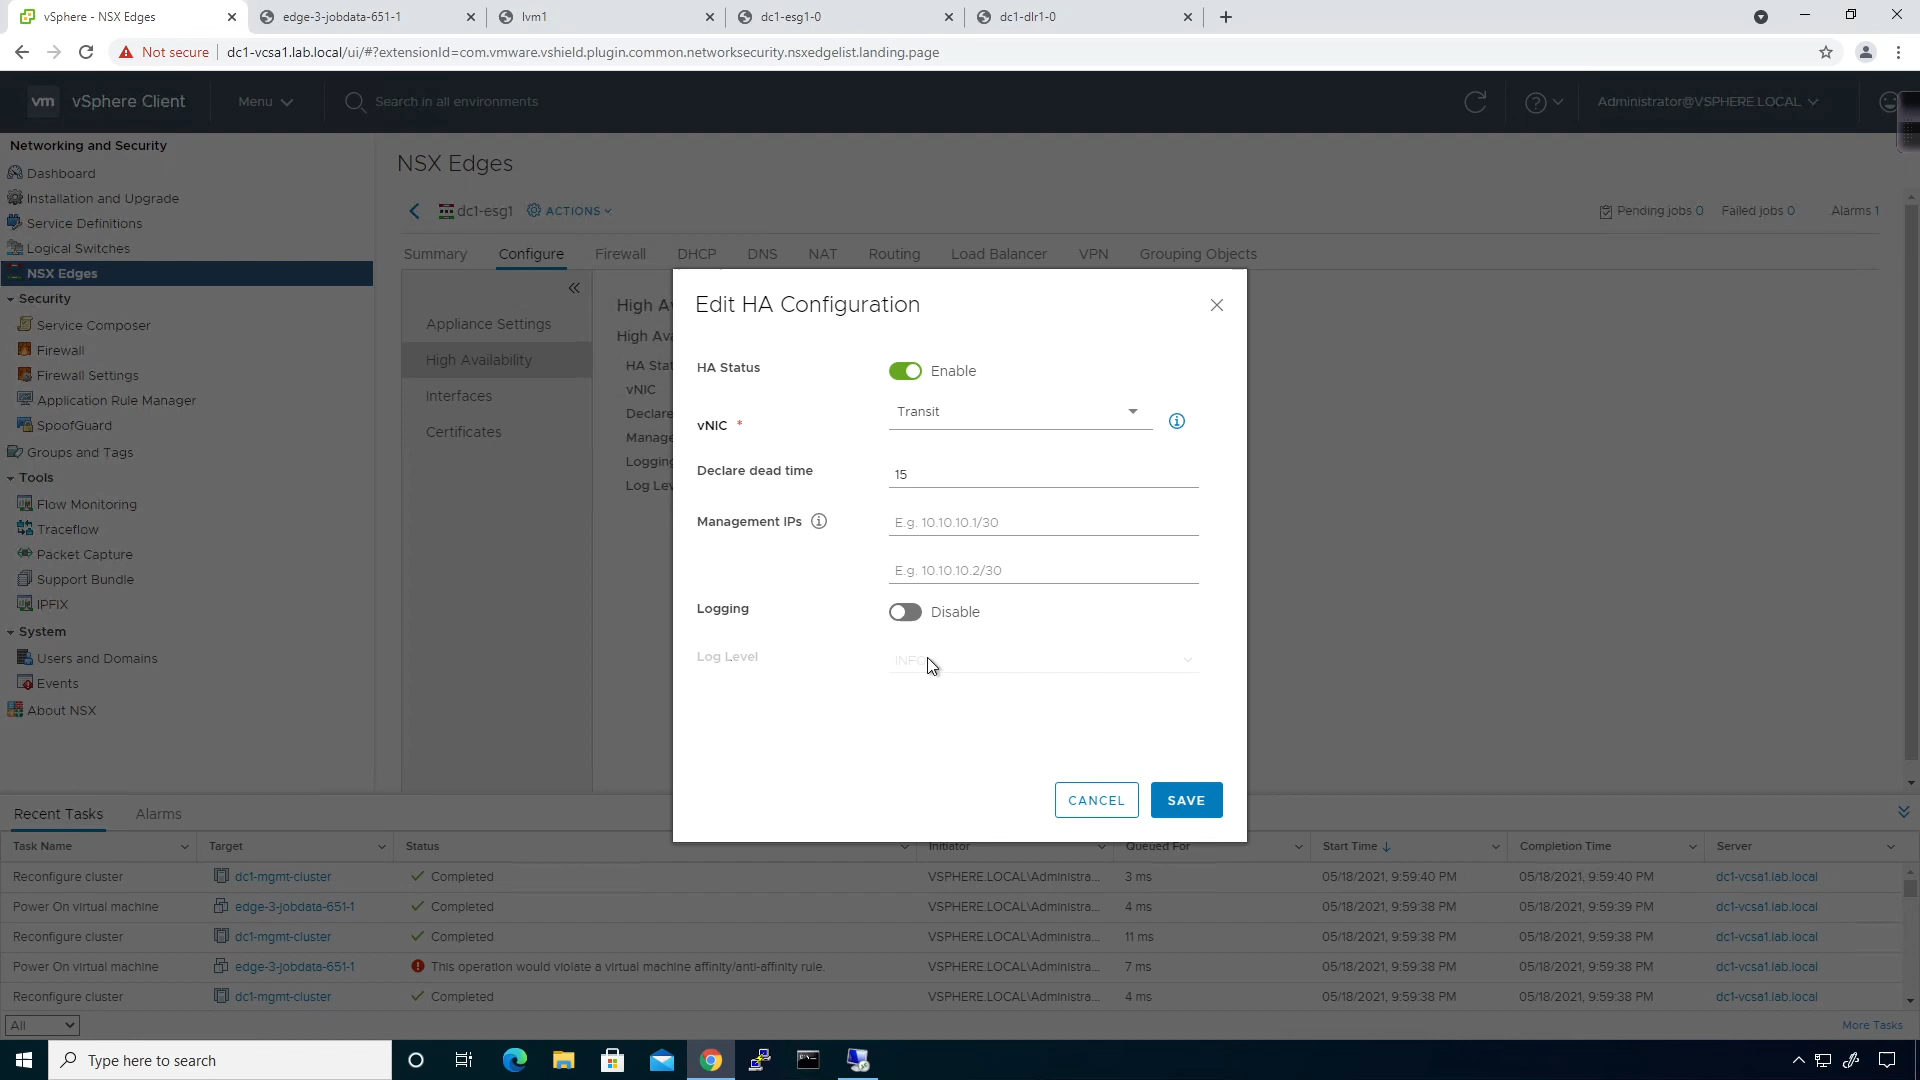 vSphere - NSX Edges
edge-3-jobdata-651-1
lvm1
dc1-esg1-0
dc1-dlr1-0
Not secure
dc1-vcsa1.lab.local/ui/#?extensionId=com.vmware.vshield.plugin.common.networksecurity.nsxedgelist.landing.page
vm vSphere Client
Menu
Search in all environments
Administrator@VSPHERE.LOCAL
Networking and Security
Dashboard
Installation and Upgrade
Service Definitions
Logical Switches
NSX Edges
Security
Service Composer
Firewall
Firewall Settings
Application Rule Manager
SpoofGuard
Groups and Tags
Tools
Flow Monitoring
Traceflow
Packet Capture
Support Bundle
IPFIX
System
Users and Domains
Events
About NSX
NSX Edges
dc1-esg1
ACTIONS
Pending jobs 0
Failed jobs 0
Alarms 1
Summary
Configure
Firewall
DHCP
DNS
NAT
Routing
Load Balancer
VPN
Grouping Objects
Appliance Settings
High Availability
Interfaces
Certificates
High Av
High Ava
HA Stat
vNIC
Declare
Manage
Logging
Log Lev
Edit HA Configuration
HA Status
Enable
vNIC *
Transit
Declare dead time
15
Management IPs
E.g. 10.10.10.1/30
E.g. 10.10.10.2/30
Logging
Disable
Log Level
INFO
CANCEL
SAVE
Recent Tasks
Alarms
Task Name Target Status Initiator Queued For Start Time Completion Time Server
Reconfigure cluster dc1-mgmt-cluster Completed VSPHERE.LOCAL\Administra... 3 ms 05/18/2021, 9:59:40 PM 05/18/2021, 9:59:40 PM dc1-vcsa1.lab.local
Power On virtual machine edge-3-jobdata-651-1 Completed VSPHERE.LOCAL\Administra... 4 ms 05/18/2021, 9:59:38 PM 05/18/2021, 9:59:39 PM dc1-vcsa1.lab.local
Reconfigure cluster dc1-mgmt-cluster Completed VSPHERE.LOCAL\Administra... 11 ms 05/18/2021, 9:59:38 PM 05/18/2021, 9:59:38 PM dc1-vcsa1.lab.local
Power On virtual machine edge-3-jobdata-651-1 This operation would violate a virtual machine affinity/anti-affinity rule. VSPHERE.LOCAL\Administra... 7 ms 05/18/2021, 9:59:38 PM 05/18/2021, 9:59:38 PM dc1-vcsa1.lab.local
Reconfigure cluster dc1-mgmt-cluster Completed VSPHERE.LOCAL\Administra... 4 ms 05/18/2021, 9:59:38 PM 05/18/2021, 9:59:38 PM dc1-vcsa1.lab.local
All
More Tasks
Type here to search